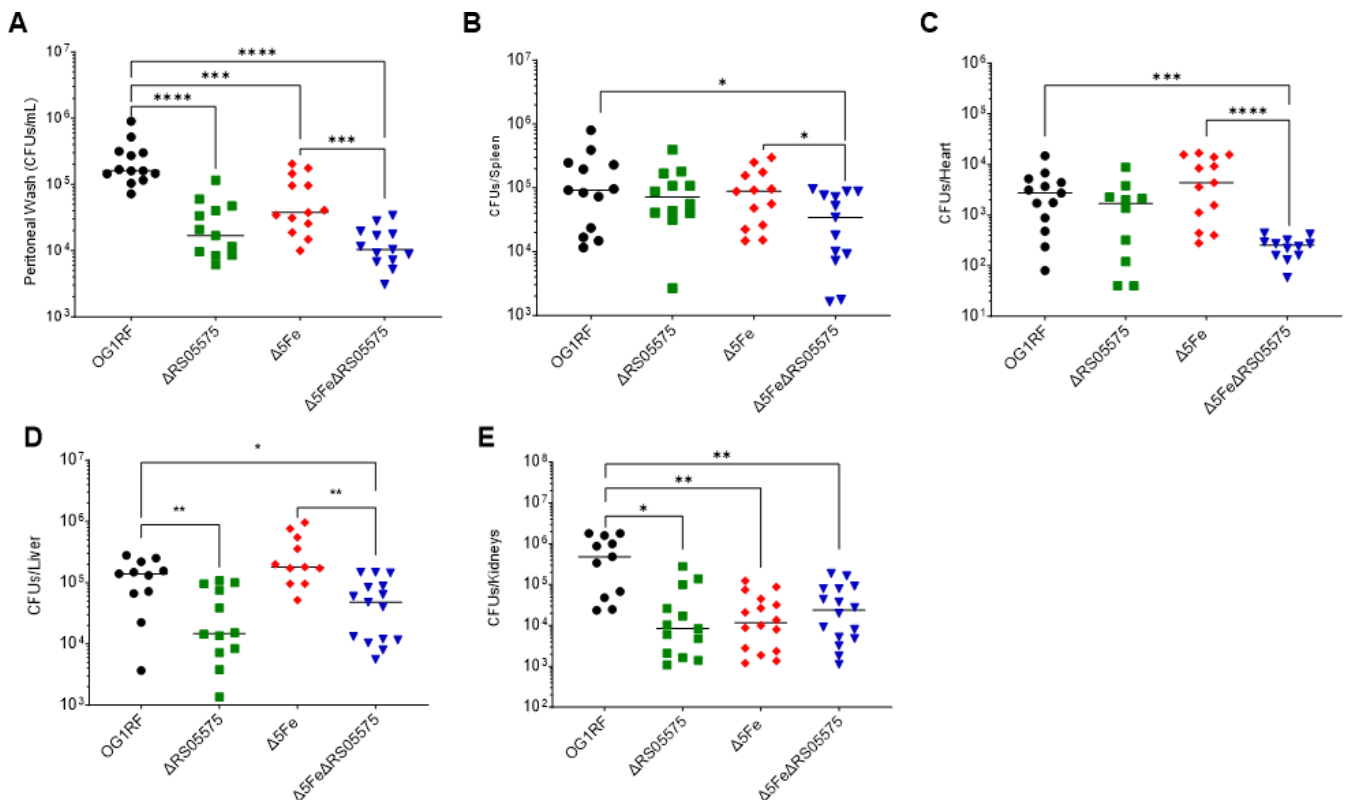 A
Peritoneal Wash (CFUs/mL)
10^7
10^6
10^5
10^4
10^3
****
***
****
***
OG1RF
ΔRS05575
Δ5Fe
Δ5FeΔRS05575
B
CFUs/Spleen
10^7
10^6
10^5
10^4
10^3
*
*
OG1RF
ΔRS05575
Δ5Fe
Δ5FeΔRS05575
C
CFUs/Heart
10^6
10^5
10^4
10^3
10^2
10^1
***
****
OG1RF
ΔRS05575
Δ5Fe
Δ5FeΔRS05575
D
CFUs/Liver
10^7
10^6
10^5
10^4
10^3
*
**
**
OG1RF
ΔRS05575
Δ5Fe
Δ5FeΔRS05575
E
CFUs/Kidneys
10^8
10^7
10^6
10^5
10^4
10^3
10^2
**
**
*
OG1RF
ΔRS05575
Δ5Fe
Δ5FeΔRS05575